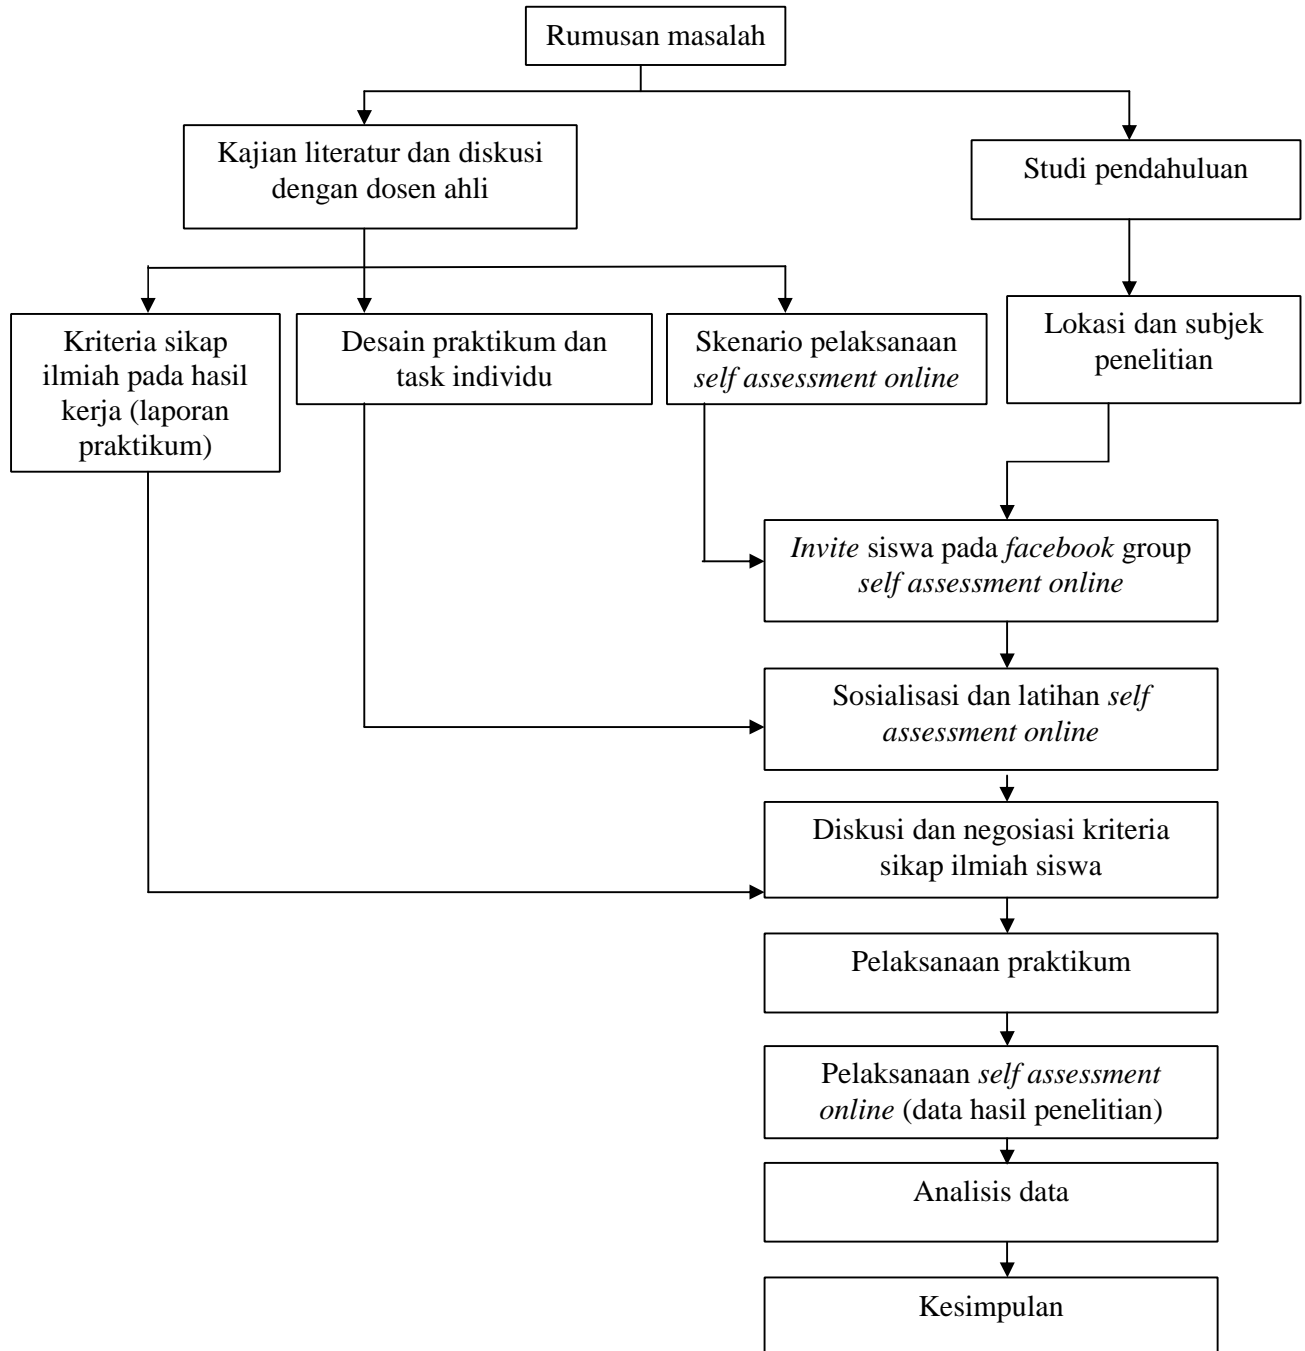 Rumusan masalah
Kajian literatur dan diskusi
dengan dosen ahli
Studi pendahuluan
Kriteria sikap
ilmiah pada hasil
kerja (laporan
praktikum)
Desain praktikum dan
task individu
Skenario pelaksanaan
self assessment online
Lokasi dan subjek
penelitian
Invite siswa pada facebook group
self assessment online
Sosialisasi dan latihan self
assessment online
Diskusi dan negosiasi kriteria
sikap ilmiah siswa
Pelaksanaan praktikum
Pelaksanaan self assessment
online (data hasil penelitian)
Analisis data
Kesimpulan